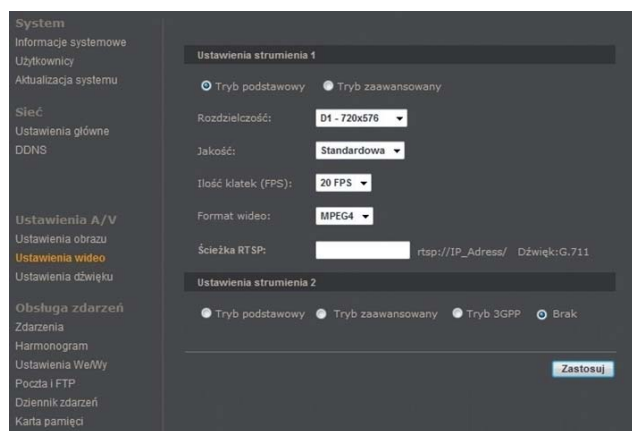 System
Informacje systemowe
Użytkownicy
Aktualizacja systemu
Sieć
Ustawienia główne
DDNS
Ustawienia A/V
Ustawienia obrazu
Ustawienia wideo
Ustawienia dźwięku
Obsługa zdarzeń
Zdarzenia
Harmonogram
Ustawienia We/Wy
Poczta i FTP
Dziennik zdarzeń
Karta pamięci
Ustawienia strumienia 1
Tryb podstawowy Tryb zaawansowany
Rozdzielczość: D1 - 720x576
Jakość: Standardowa
Ilość klatek (FPS): 20 FPS
Format wideo: MPEG4
Ścieżka RTSP: rtsp://IP_Adress/ Dźwięk:G.711
Ustawienia strumienia 2
Tryb podstawowy Tryb zaawansowany Tryb 3GPP Brak
Zastosuj